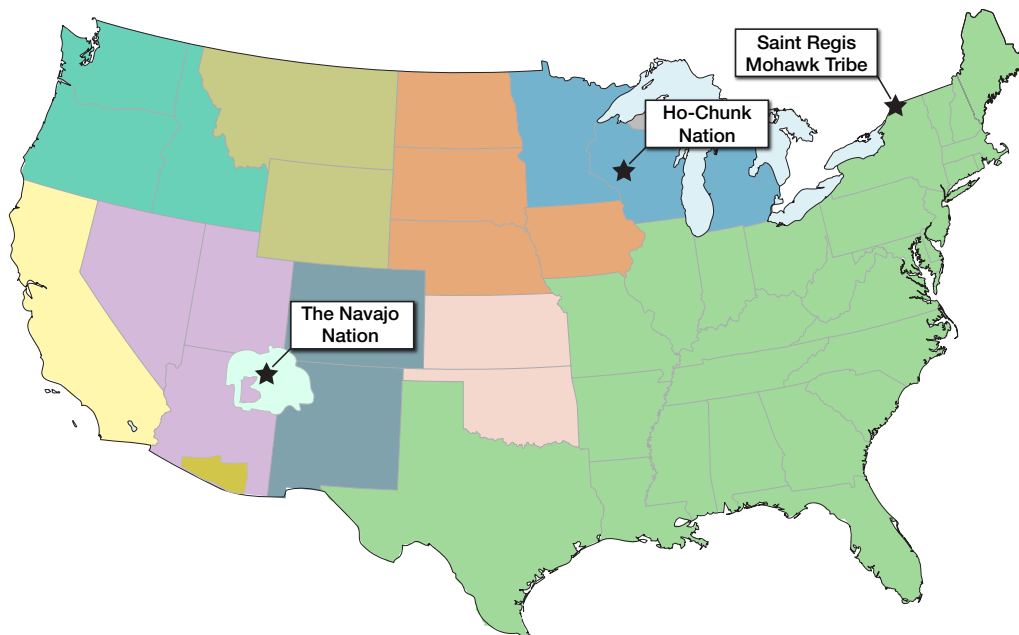 Saint Regis
Mohawk Tribe
Ho-Chunk
Nation
The Navajo
Nation